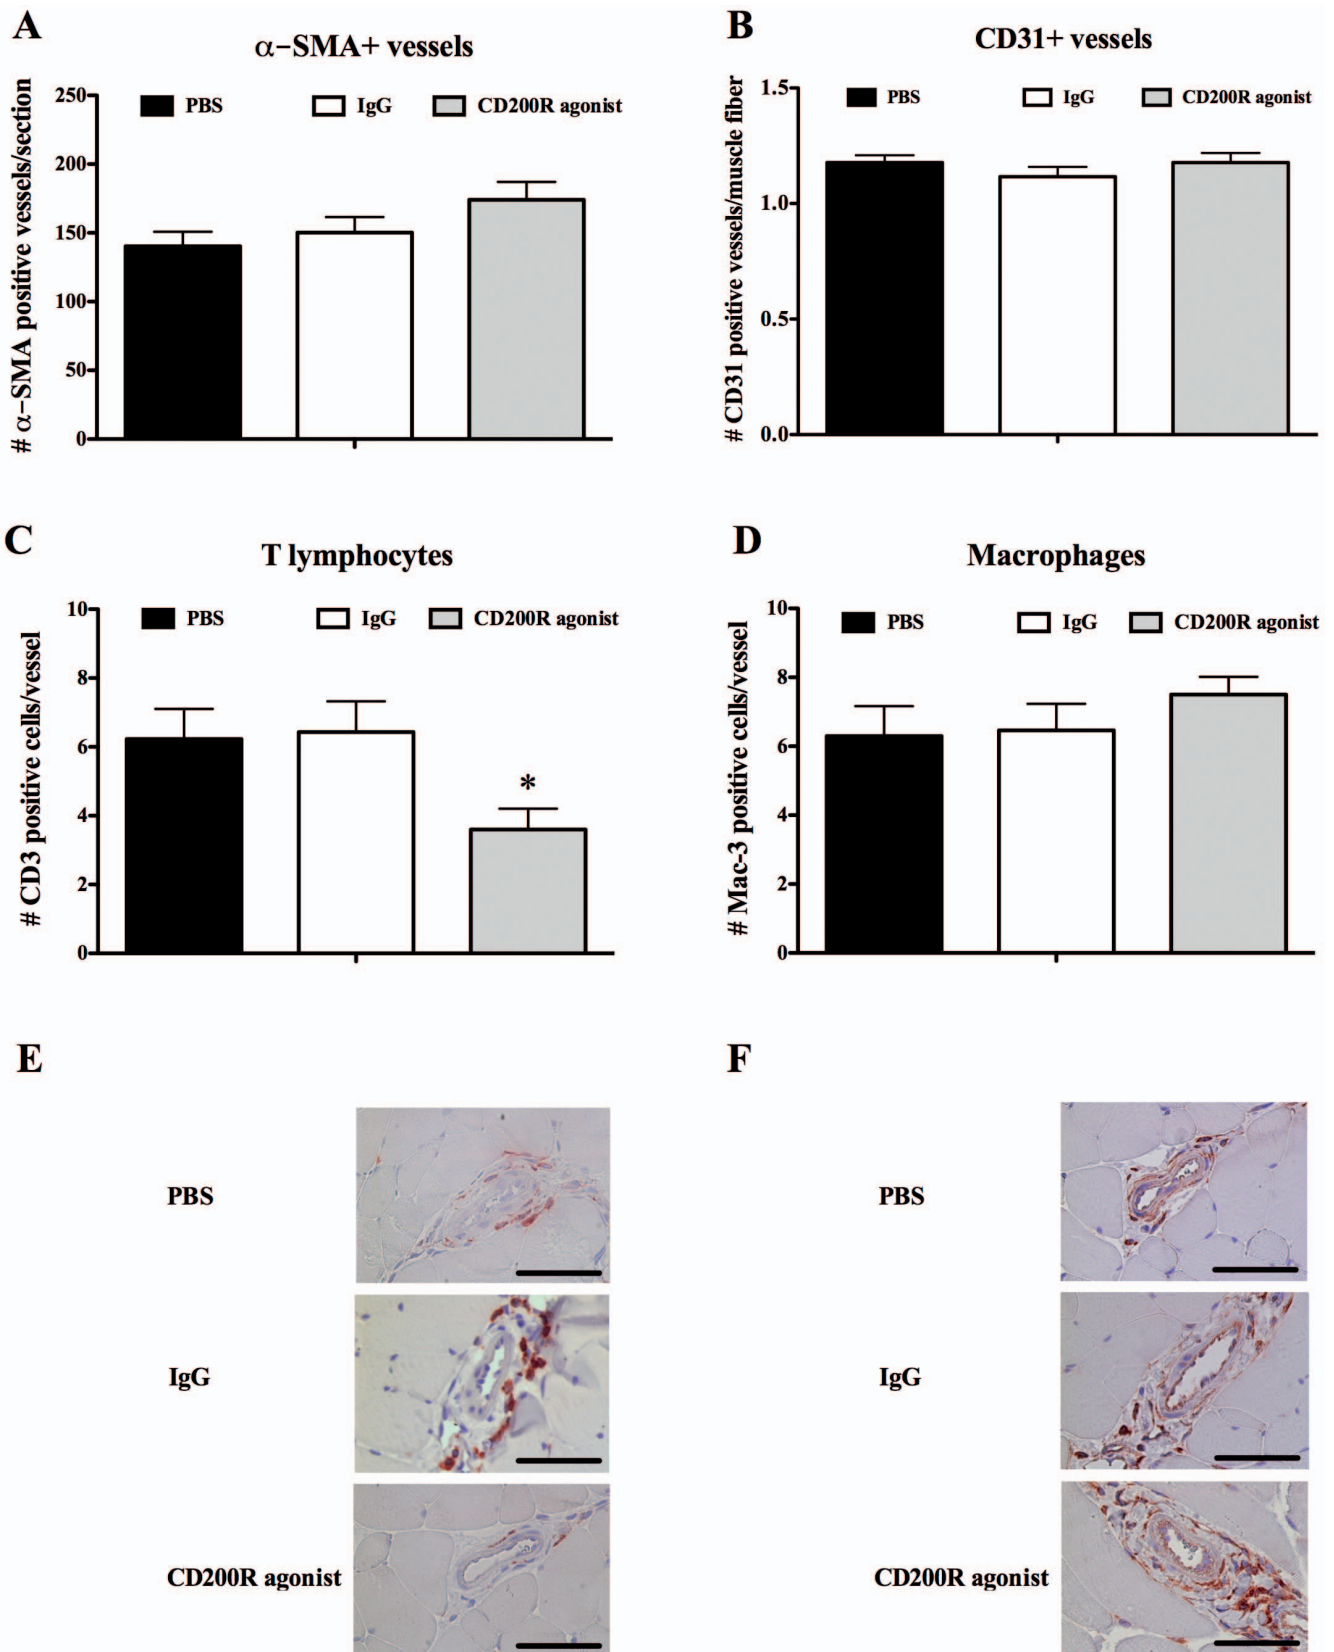 A
α−SMA+ vessels
# α−SMA positive vessels/section
250
200
150
100
50
0
PBS
IgG
CD200R agonist
B
CD31+ vessels
# CD31 positive vessels/muscle fiber
1.5
1.0
0.5
0.0
PBS
IgG
CD200R agonist
C
T lymphocytes
# CD3 positive cells/vessel
10
8
6
4
2
0
PBS
IgG
CD200R agonist
*
D
Macrophages
# Mac-3 positive cells/vessel
10
8
6
4
2
0
PBS
IgG
CD200R agonist
E
PBS
IgG
CD200R agonist
F
PBS
IgG
CD200R agonist